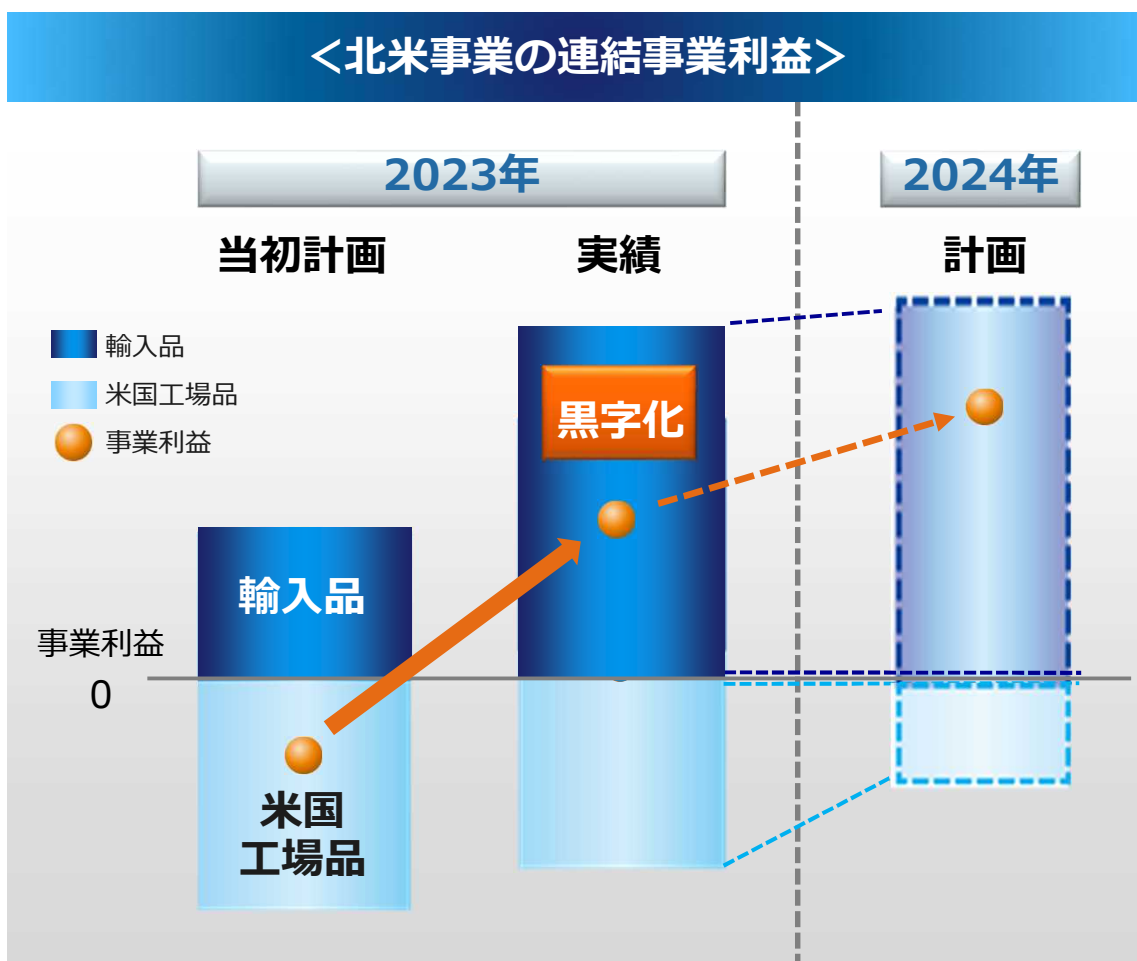 ＜北米事業の連結事業利益＞
2023年
2024年
当初計画
実績
計画
輸入品
米国工場品
事業利益
黒字化
輸入品
事業利益
0
米国
工場品